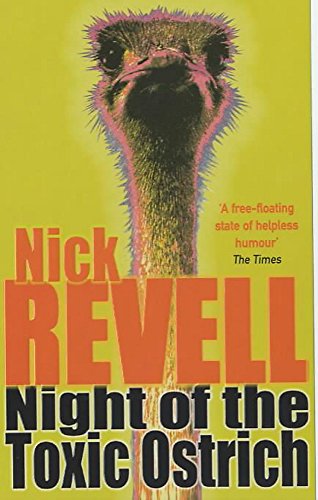 'A free-floating
state of helpless
humour'
The Times
Nick
REVELL
Night of the
Toxic Ostrich